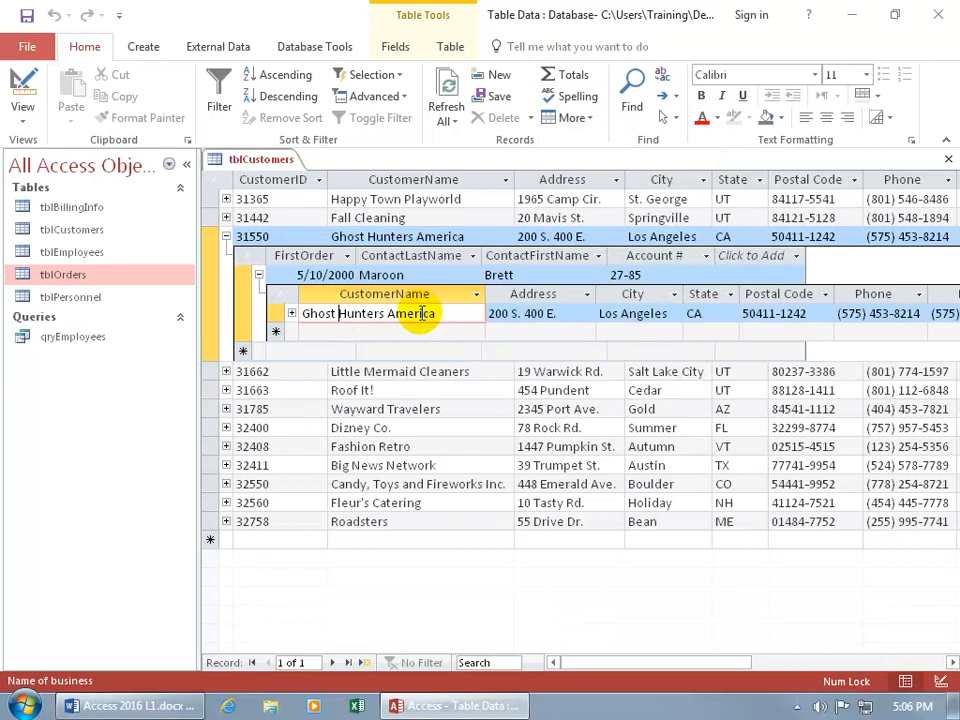 Table Tools
Table Data : Database- C:\Users\Training\De...
Sign in
?
File
Home
Create
External Data
Database Tools
Fields
Table
Tell me what you want to do
View
Views
Paste
Cut
Copy
Format Painter
Clipboard
Filter
Ascending
Descending
Remove Sort
Selection
Advanced
Toggle Filter
Sort & Filter
Refresh
All
New
Save
Delete
Totals
Spelling
More
Records
Find
Find
Calibri
11
B I U
Text Formatting
All Access Obje...
Tables
tblBillingInfo
tblCustomers
tblEmployees
tblOrders
tblPersonnel
Queries
qryEmployees
tblCustomers
CustomerID CustomerName Address City State Postal Code Phone
31365 Happy Town Playworld 1965 Camp Cir. St. George UT 84117-5541 (801) 546-8486
31442 Fall Cleaning 20 Mavis St. Springville UT 84121-5128 (801) 548-1894
31550 Ghost Hunters America 200 S. 400 E. Los Angeles CA 50411-1242 (575) 453-8214
FirstOrder ContactLastName ContactFirstName Account # Click to Add
5/10/2000 Maroon Brett 27-85
CustomerName Address City State Postal Code Phone
Ghost Hunters America 200 S. 400 E. Los Angeles CA 50411-1242 (575) 453-8214
31662 Little Mermaid Cleaners 19 Warwick Rd. Salt Lake City UT 80237-3386 (801) 774-1597
31663 Roof It! 454 Pundent Cedar UT 88128-1411 (801) 112-6848
31785 Wayward Travelers 2345 Port Ave. Gold AZ 84541-1112 (404) 453-7821
32400 Dizney Co. 78 Rock Rd. Summer FL 32299-8774 (757) 957-5453
32408 Fashion Retro 1447 Pumpkin St. Autumn VT 02515-4515 (123) 254-5356
32411 Big News Network 39 Trumpet St. Austin TX 77741-9954 (524) 578-7789
32550 Candy, Toys and Fireworks Inc. 448 Emerald Ave. Boulder CO 54441-9952 (778) 254-8721
32560 Fleur's Catering 10 Tasty Rd. Holiday NH 41124-7521 (454) 445-7778
32758 Roadsters 55 Drive Dr. Bean ME 01484-7752 (255) 995-7741
Record: 1 of 1 No Filter Search
Name of business
Num Lock
Access 2016 L1.docx ...
Access - Table Data :...
5:06 PM